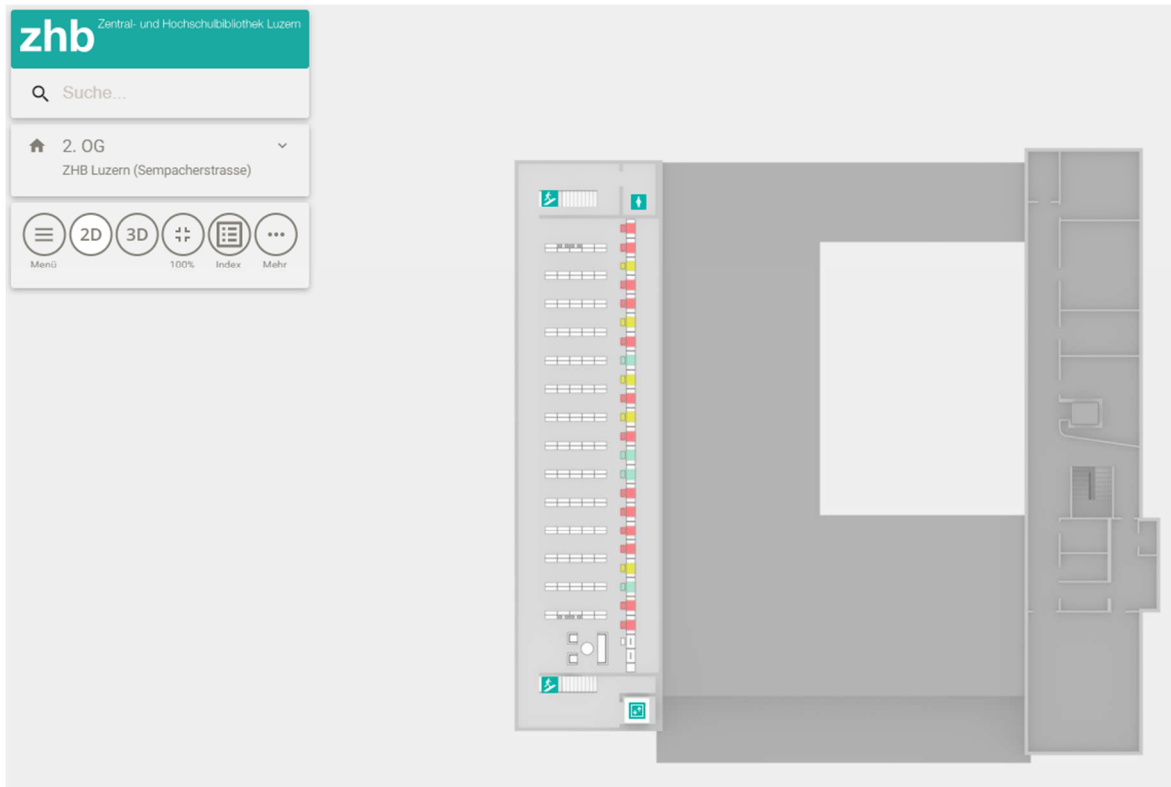 zhb Zentral- und Hochschulbibliothek Luzern
Suche...
2. OG
ZHB Luzern (Sempacherstrasse)
2D 3D
Menü 100% Index Mehr